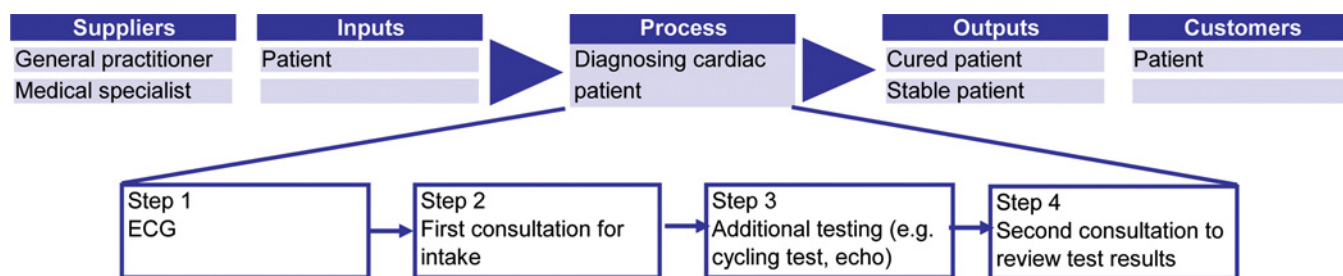 Suppliers
General practitioner
Medical specialist
Inputs
Patient
Process
Diagnosing cardiac
patient
Outputs
Cured patient
Stable patient
Customers
Patient
Step 1
ECG
Step 2
First consultation for
intake
Step 3
Additional testing (e.g.
cycling test, echo)
Step 4
Second consultation to
review test results